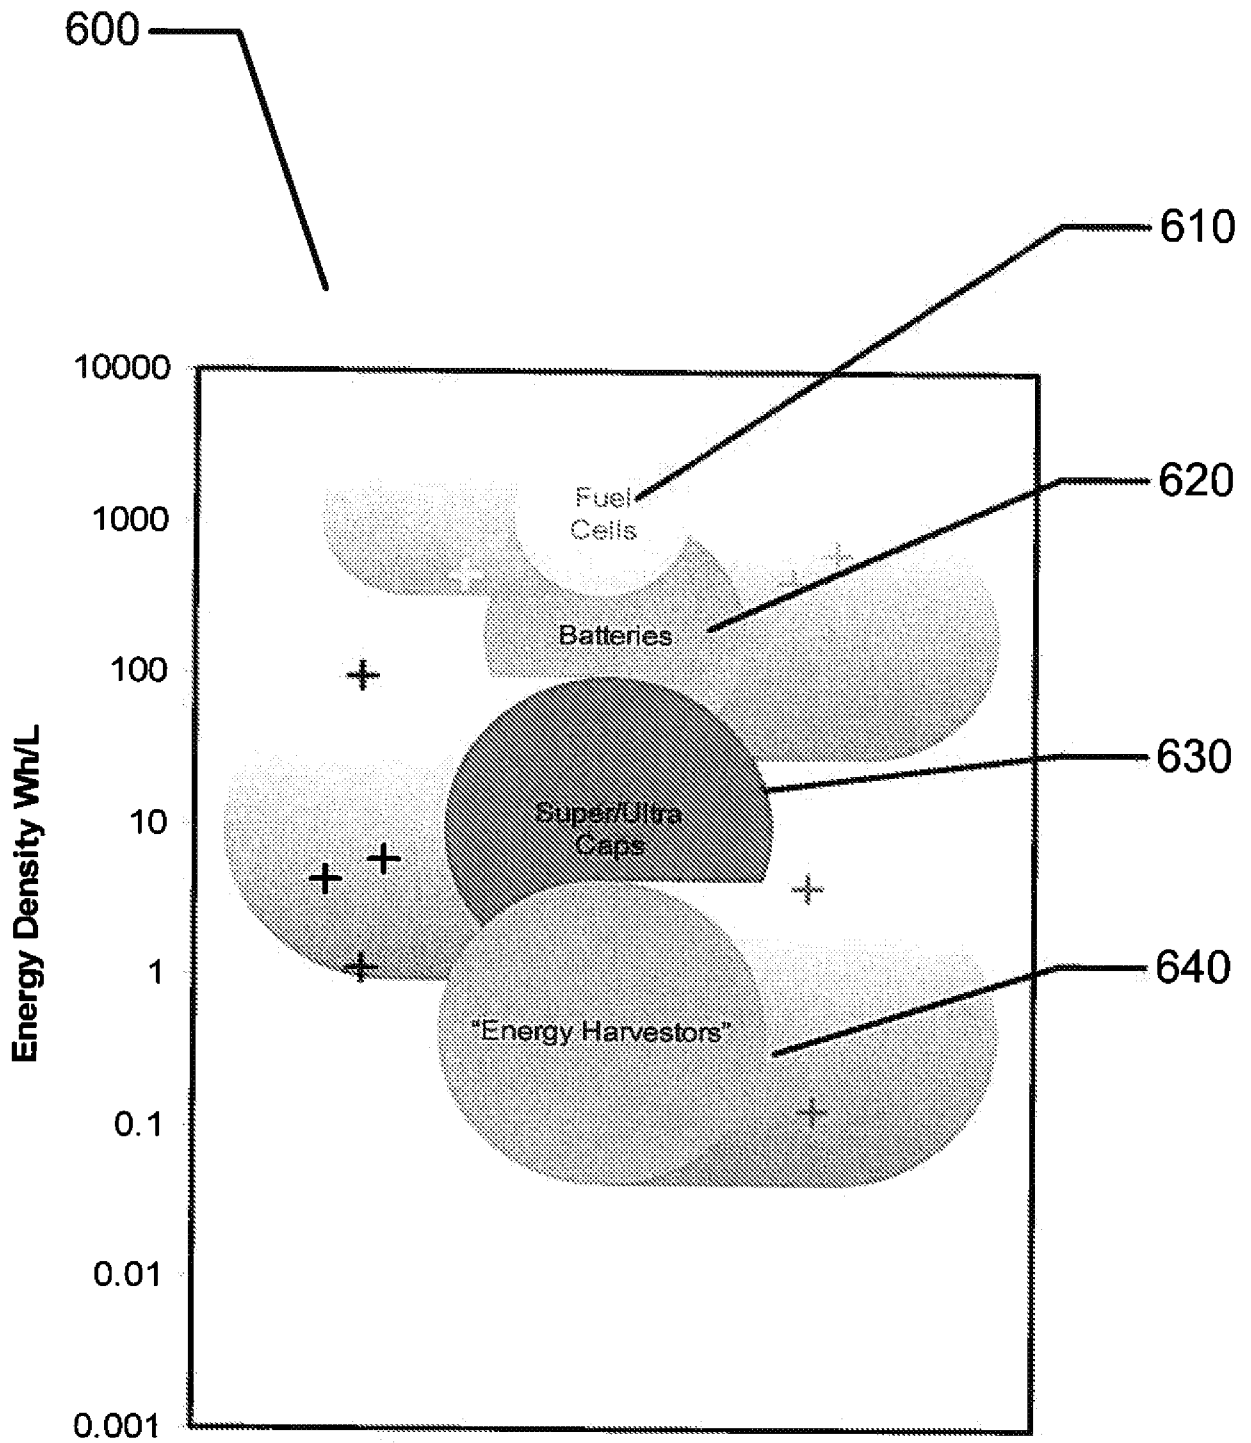 600
610
10000
620
Fuel
Cells
1000
Batteries
100
630
Super/Ultra
Caps
10
Energy Density Wh/L
640
1
"Energy Harvestors"
0.1
0.01
0.001